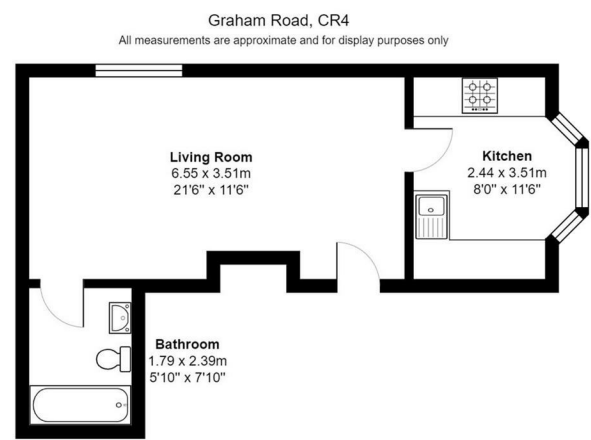 Graham Road, CR4
All measurements are approximate and for display purposes only
Living Room
6.55 x 3.51m
21'6" x 11'6"
Kitchen
2.44 x 3.51m
8'0" x 11'6"
Bathroom
1.79 x 2.39m
5'10" x 7'10"